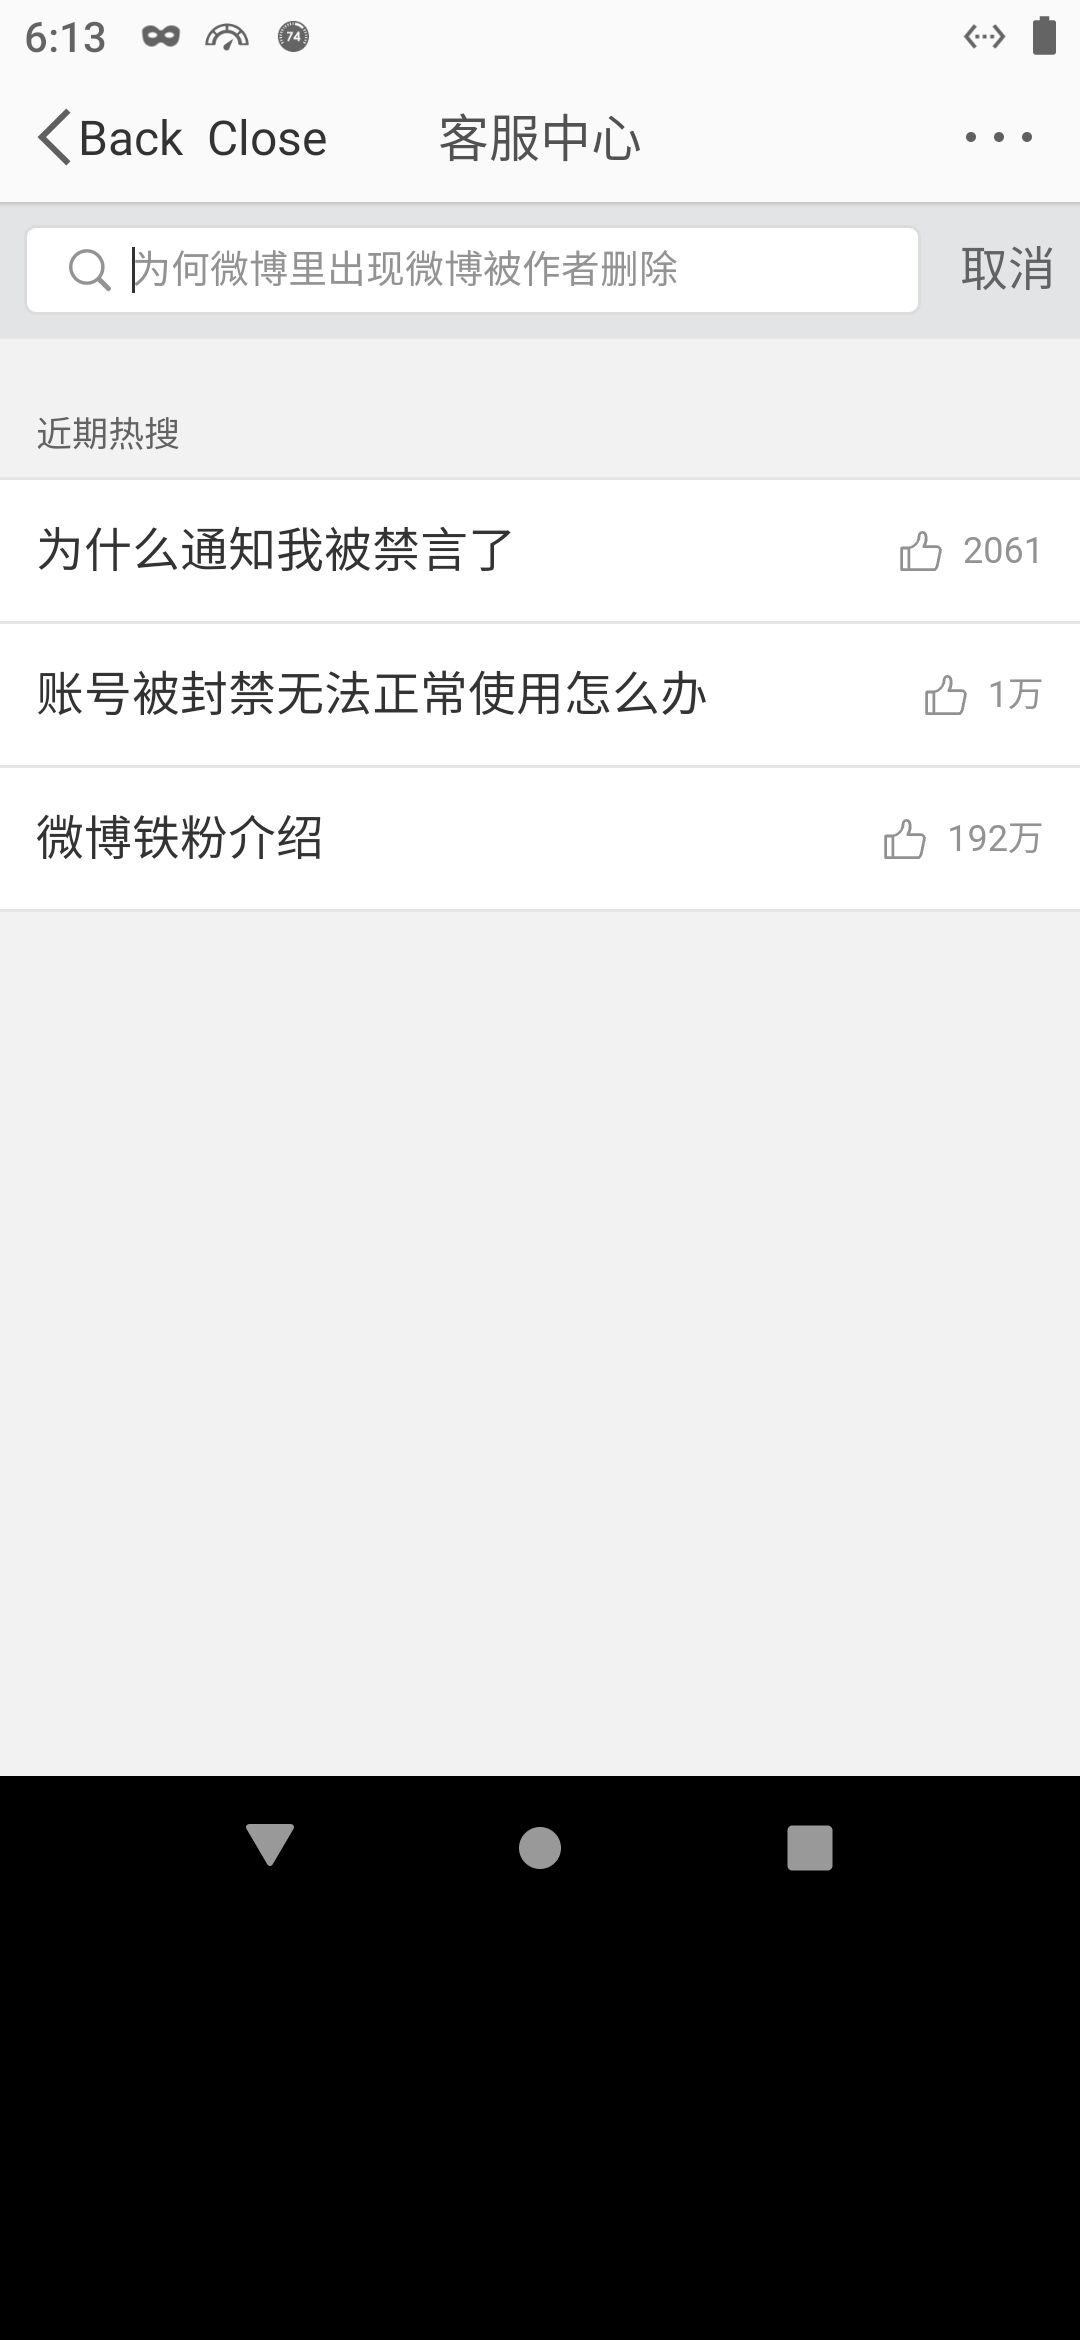 6:13
74
Back Close 客服中心
为何微博里出现微博被作者删除 取消
近期热搜
为什么通知我被禁言了 2061
账号被封禁无法正常使用怎么办 1万
微博铁粉介绍 192万